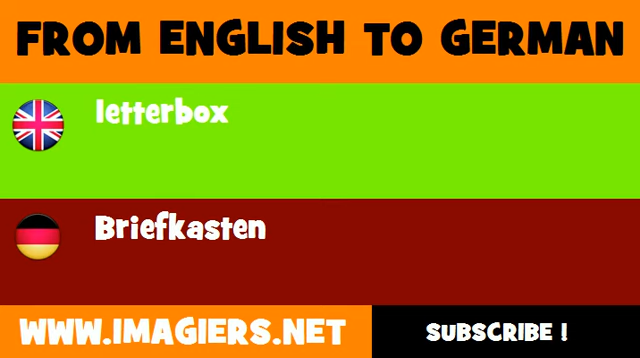 FROM ENGLISH TO GERMAN
letterbox
Briefkasten
WWW.IMAGIERS.NET
SUBSCRIBE !